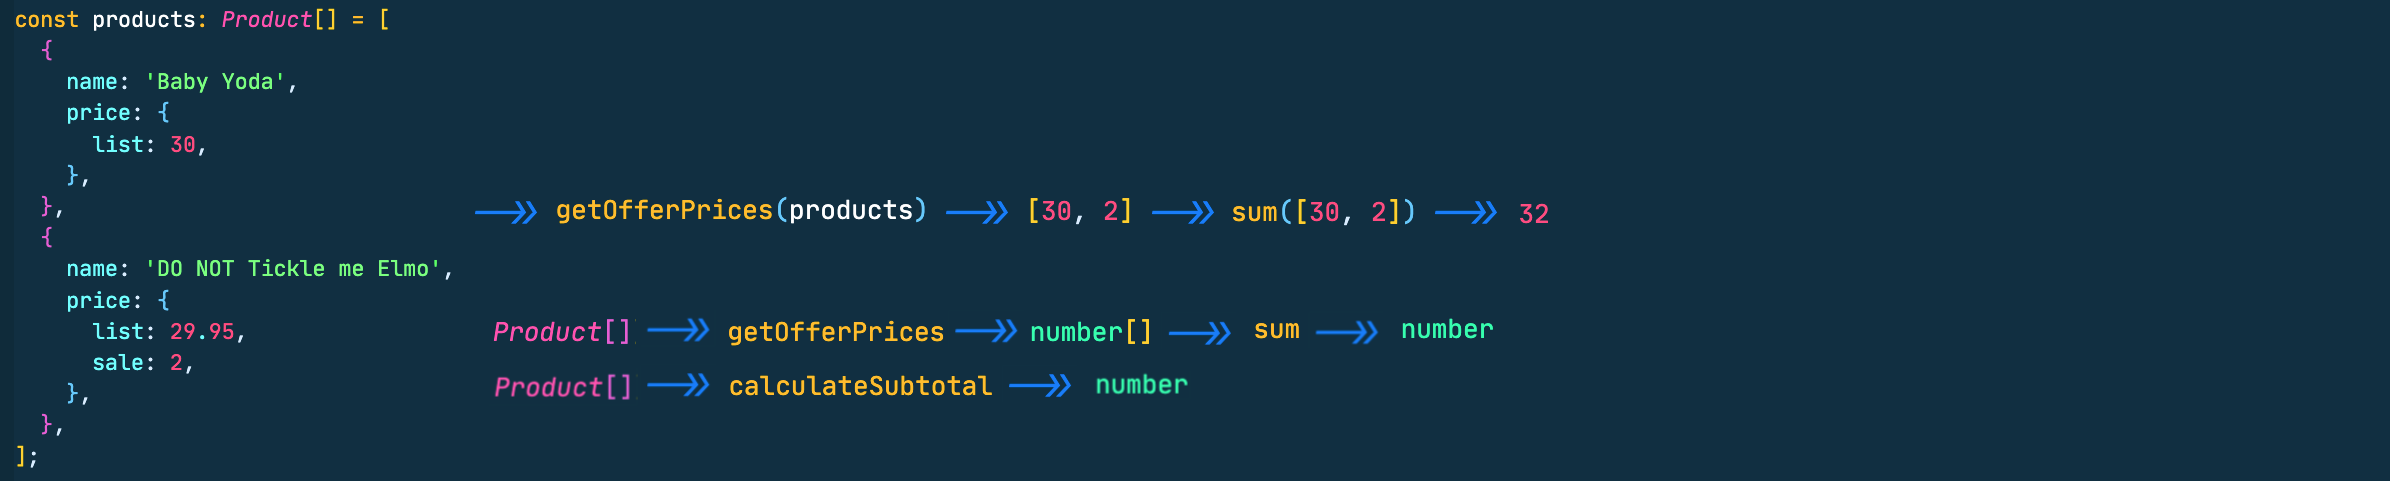 const products: Product[] = [
  {
    name: 'Baby Yoda',
    price: {
      list: 30,
    },
  },
  {
    name: 'DO NOT Tickle me Elmo',
    price: {
      list: 29.95,
      sale: 2,
    },
  },
];
→» getOfferPrices(products) →» [30, 2] →» sum([30, 2]) →» 32
Product[] →» getOfferPrices →» number[] →» sum →» number
Product[] →» calculateSubtotal →» number